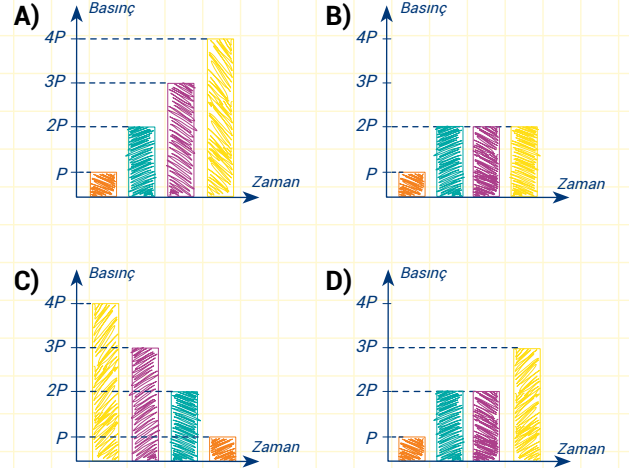 A)
Basınç
4P
3P
2P
P
Zaman
B)
Basınç
4P
3P
2P
P
Zaman
C)
Basınç
4P
3P
2P
P
Zaman
D)
Basınç
4P
3P
2P
P
Zaman